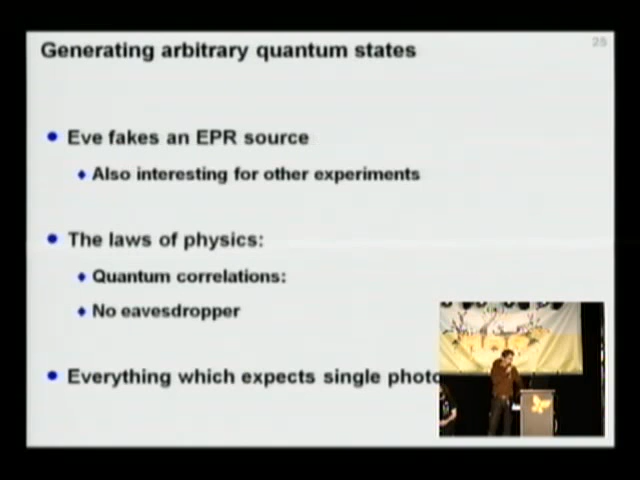 Generating arbitrary quantum states
25
Eve fakes an EPR source
Also interesting for other experiments
The laws of physics:
Quantum correlations:
No eavesdropper
Everything which expects single photo